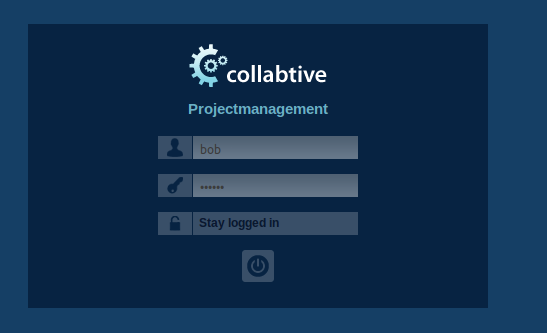 collabtive
Projectmanagement
bob
••••••
Stay logged in